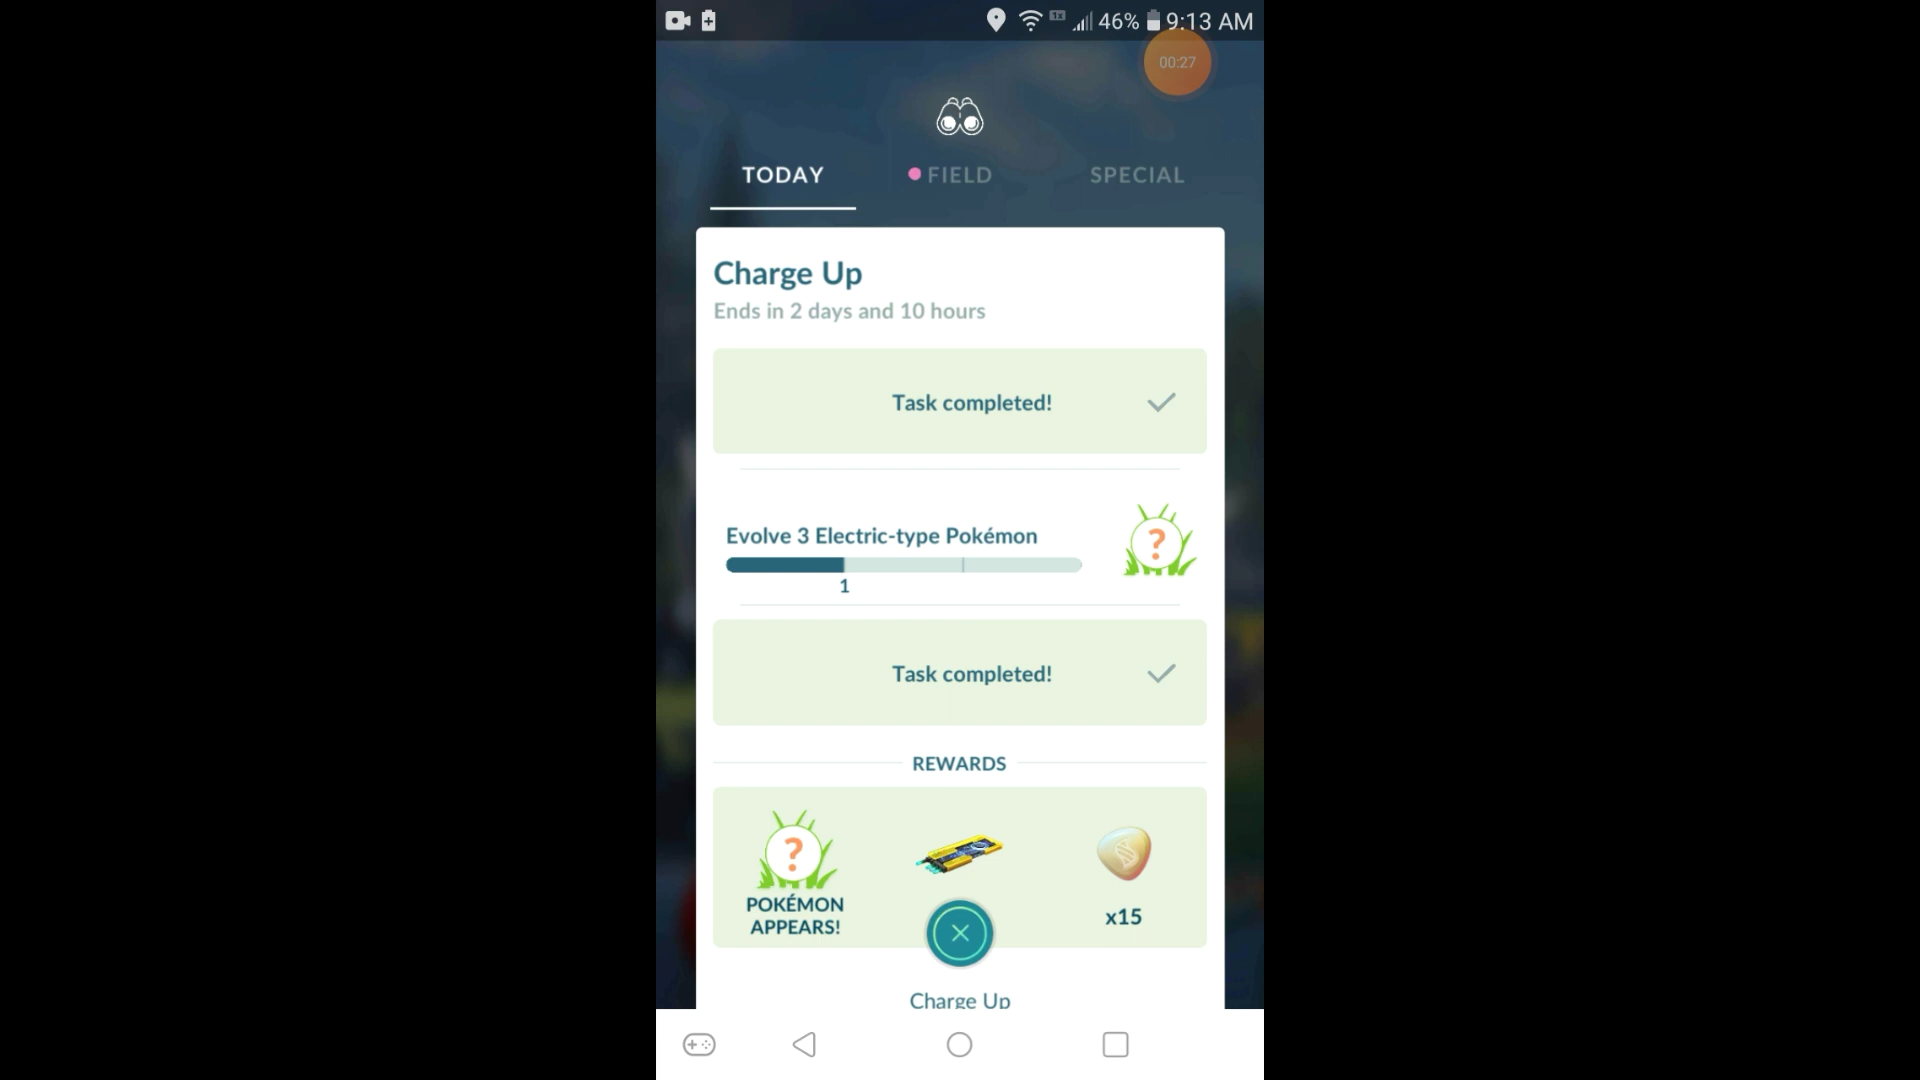 46% 9:13 AM
00:27
TODAY FIELD SPECIAL
Charge Up
Ends in 2 days and 10 hours
Task completed!
Evolve 3 Electric-type Pokémon
?
1
Task completed!
REWARDS
?
POKÉMON
APPEARS!
x15
Charge Up